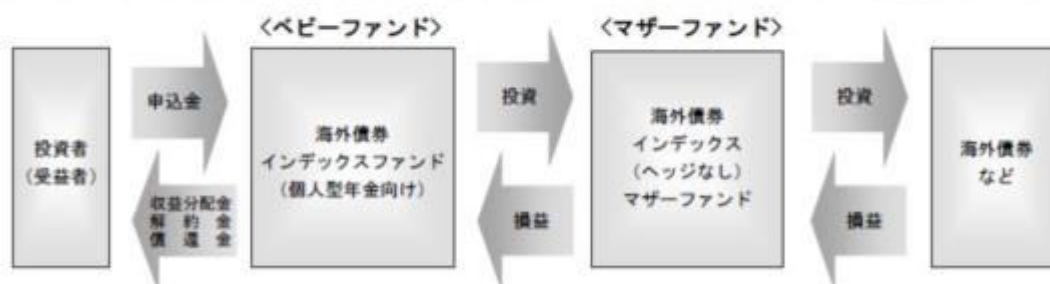 〈ベビーファンド〉
〈マザーファンド〉
投資者
（受益者）
申込金
収益分配金
解約金
償還金
海外債券
インデックスファンド
（個人型年金向け）
投資
損益
海外債券
インデックス
（ヘッジなし）
マザーファンド
投資
損益
海外債券
など